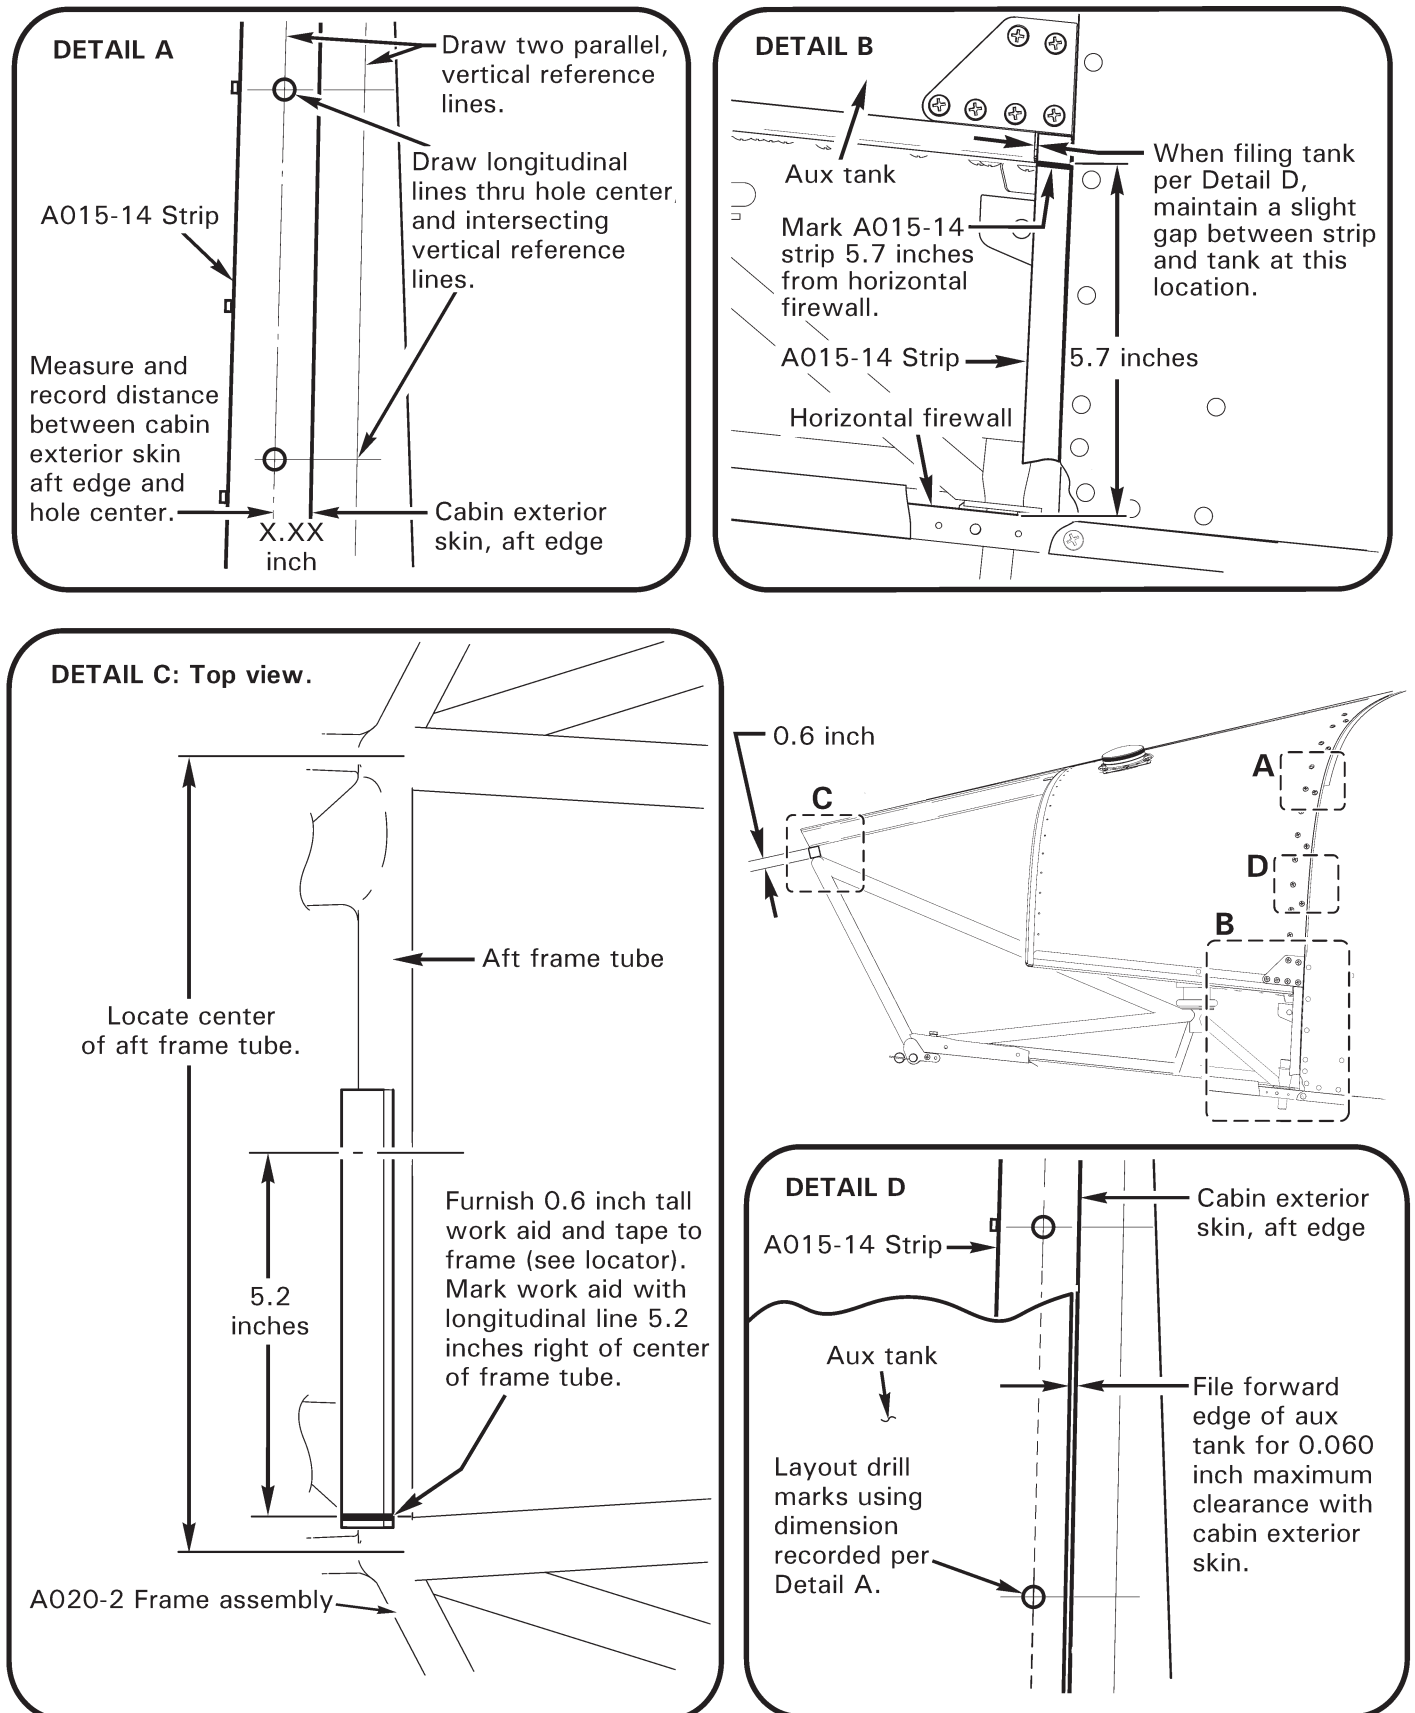 DETAIL A
Draw two parallel,
vertical reference
lines.
Draw longitudinal
lines thru hole center,
and intersecting
vertical reference
lines.
A015-14 Strip
Measure and
record distance
between cabin
exterior skin
aft edge and
hole center.
X.XX
inch
Cabin exterior
skin, aft edge
DETAIL B
Aux tank
When filing tank
per Detail D,
maintain a slight
gap between strip
and tank at this
location.
Mark A015-14
strip 5.7 inches
from horizontal
firewall.
A015-14 Strip
5.7 inches
Horizontal firewall
DETAIL C: Top view.
Aft frame tube
Locate center
of aft frame tube.
Furnish 0.6 inch tall
work aid and tape to
frame (see locator).
Mark work aid with
longitudinal line 5.2
inches right of center
of frame tube.
5.2
inches
A020-2 Frame assembly
0.6 inch
C
A
D
B
DETAIL D
Cabin exterior
skin, aft edge
A015-14 Strip
Aux tank
File forward
edge of aux
tank for 0.060
inch maximum
clearance with
cabin exterior
skin.
Layout drill
marks using
dimension
recorded per
Detail A.